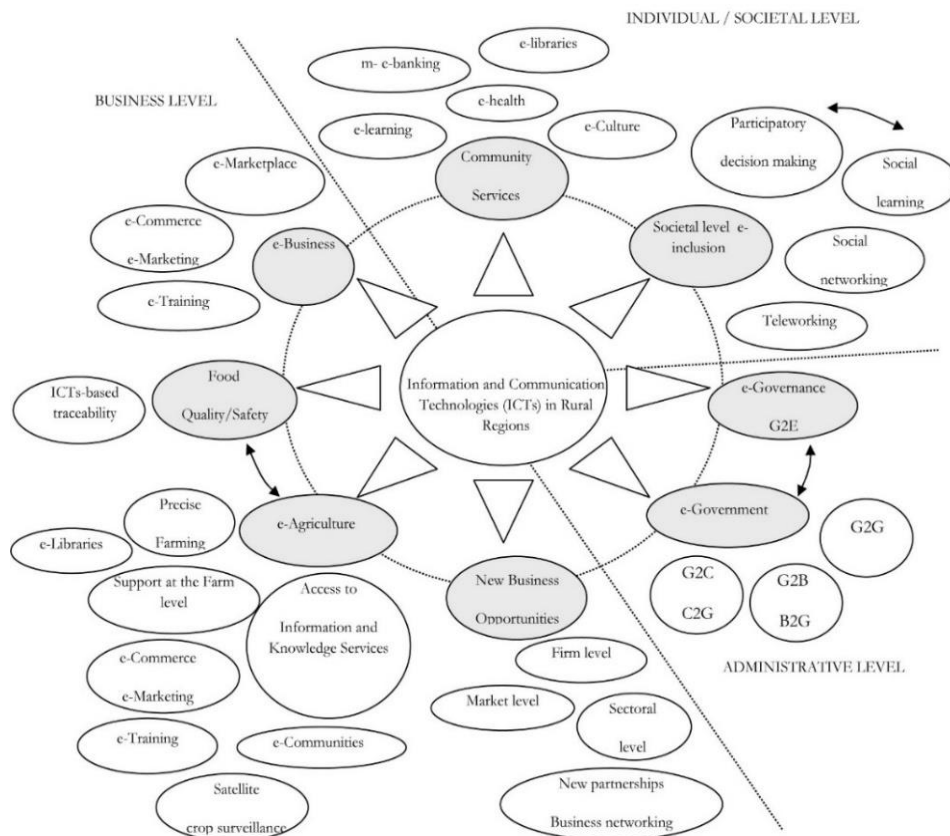 INDIVIDUAL / SOCIETAL LEVEL
BUSINESS LEVEL
e-libraries
m- e-banking
e-health
e-learning
e-Culture
Community
Services
Participatory
decision making
Social
learning
Societal level e-
inclusion
Social
networking
Teleworking
e-Marketplace
e-Commerce
e-Marketing
e-Training
e-Business
Food
Quality/Safety
ICTs-based
traceability
Information and Communication
Technologies (ICTs) in Rural
Regions
e-Governance
G2E
e-Government
G2G
G2C
C2G
G2B
B2G
ADMINISTRATIVE LEVEL
e-Agriculture
Precise
Farming
e-Libraries
Support at the Farm
level
Access to
Information and
Knowledge Services
e-Commerce
e-Marketing
e-Training
e-Communities
Satellite
crop surveillance
New Business
Opportunities
Firm level
Market level
Sectoral
level
New partnerships
Business networking